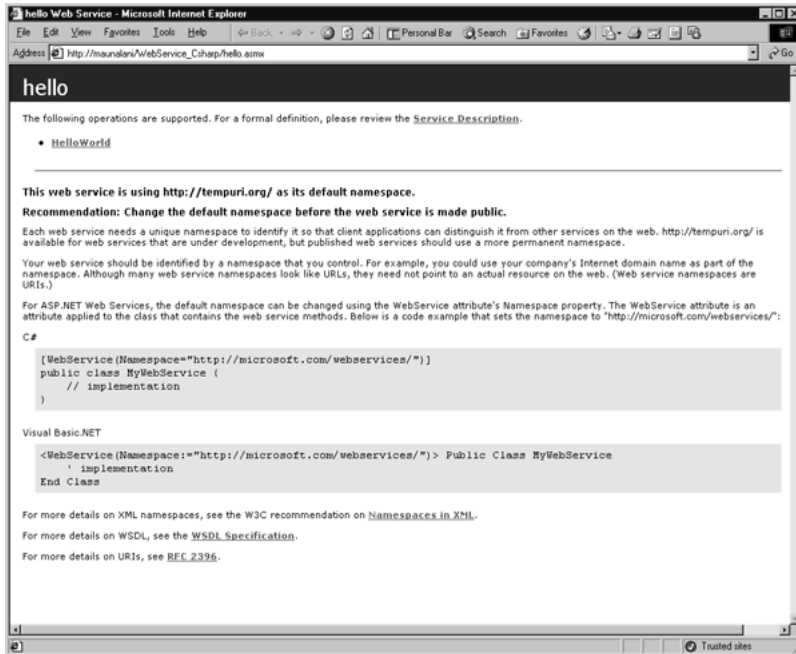 hello Web Service - Microsoft Internet Explorer
File Edit View Favorites Tools Help Back Personal Bar Search Favorites
Address http://maunalani/WebService_Csharp/hello.asmx Go
hello
The following operations are supported. For a formal definition, please review the Service Description.
• HelloWorld
This web service is using http://tempuri.org/ as its default namespace.
Recommendation: Change the default namespace before the web service is made public.
Each web service needs a unique namespace to identify it so that client applications can distinguish it from other services on the web. http://tempuri.org/ is
available for web services that are under development, but published web services should use a more permanent namespace.
Your web service should be identified by a namespace that you control. For example, you could use your company's Internet domain name as part of the
namespace. Although many web service namespaces look like URLs, they need not point to an actual resource on the web. (Web service namespaces are
URIs.)
For ASP.NET Web Services, the default namespace can be changed using the WebService attribute's Namespace property. The WebService attribute is an
attribute applied to the class that contains the web service methods. Below is a code example that sets the namespace to "http://microsoft.com/webservices/":
C#
[WebService(Namespace="http://microsoft.com/webservices/")]
public class MyWebService {
// implementation
}
Visual Basic.NET
<WebService(Namespace:="http://microsoft.com/webservices/")> Public Class MyWebService
' implementation
End Class
For more details on XML namespaces, see the W3C recommendation on Namespaces in XML.
For more details on WSDL, see the WSDL Specification.
For more details on URIs, see RFC 2396.
Trusted sites